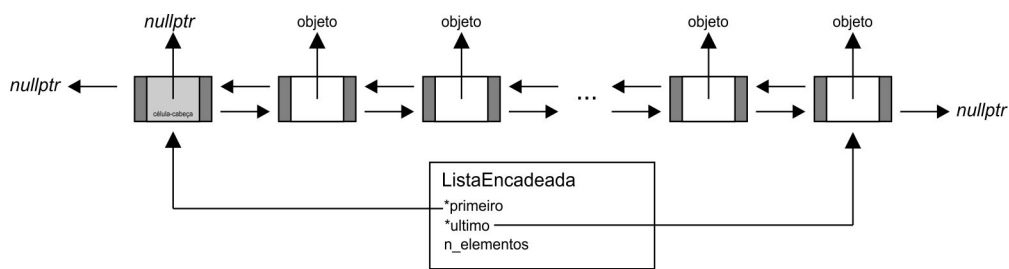 nullptr
objeto
objeto
objeto
objeto
nullptr
célula-cabeça
...
nullptr
ListaEncadeada
*primeiro
*ultimo
n_elementos